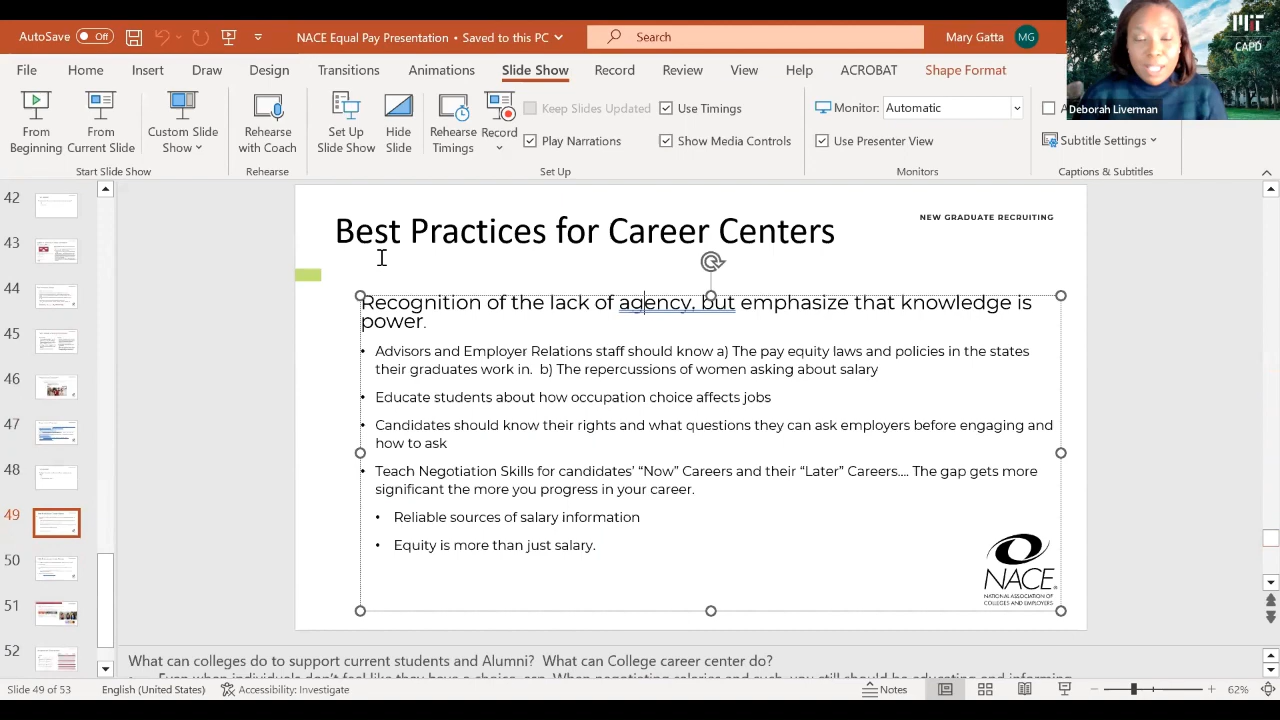 AutoSave Off NACE Equal Pay Presentation • Saved to this PC Search Mary Gatta MG
MIT
CAPD
Deborah Liverman
File Home Insert Draw Design Transitions Animations Slide Show Record Review View Help ACROBAT Shape Format
From Beginning
From Current Slide
Custom Slide Show
Rehearse with Coach
Set Up Slide Show
Hide Slide
Rehearse Timings
Record
Keep Slides Updated
Play Narrations
Use Timings
Show Media Controls
Monitor: Automatic
Use Presenter View
Subtitle Settings
Start Slide Show Rehearse Set Up Monitors Captions & Subtitles
42
43
44
45
46
47
48
49
50
51
52
NEW GRADUATE RECRUITING
Best Practices for Career Centers
Recognition of the lack of agency, but emphasize that knowledge is
power.
• Advisors and Employer Relations staff should know a) The pay equity laws and policies in the states
their graduates work in. b) The repercussions of women asking about salary
• Educate students about how occupation choice affects jobs
• Candidates should know their rights and what questions they can ask employers before engaging and
how to ask
• Teach Negotiation Skills for candidates' "Now" Careers and their "Later" Careers.... The gap gets more
significant the more you progress in your career.
• Reliable sources of salary information
• Equity is more than just salary.
NACE
NATIONAL ASSOCIATION OF
COLLEGES AND EMPLOYERS
What can colleges do to support current students and Alumni? What can College career center do?
Slide 49 of 53 English (United States) Accessibility: Investigate Notes 62%